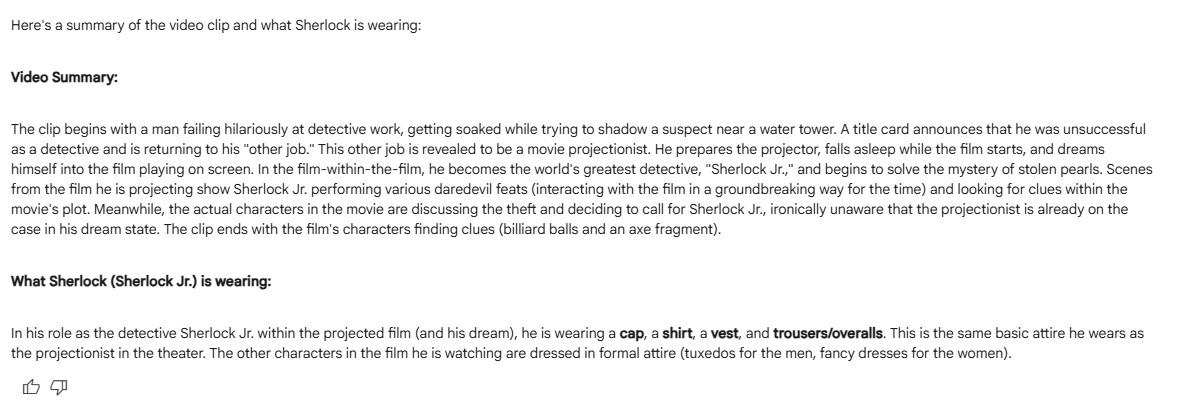 Here's a summary of the video clip and what Sherlock is wearing:
Video Summary:
The clip begins with a man failing hilariously at detective work, getting soaked while trying to shadow a suspect near a water tower. A title card announces that he was unsuccessful
as a detective and is returning to his "other job." This other job is revealed to be a movie projectionist. He prepares the projector, falls asleep while the film starts, and dreams
himself into the film playing on screen. In the film-within-the-film, he becomes the world's greatest detective, "Sherlock Jr.," and begins to solve the mystery of stolen pearls. Scenes
from the film he is projecting show Sherlock Jr. performing various daredevil feats (interacting with the film in a groundbreaking way for the time) and looking for clues within the
movie's plot. Meanwhile, the actual characters in the movie are discussing the theft and deciding to call for Sherlock Jr., ironically unaware that the projectionist is already on the
case in his dream state. The clip ends with the film's characters finding clues (billiard balls and an axe fragment).
What Sherlock (Sherlock Jr.) is wearing:
In his role as the detective Sherlock Jr. within the projected film (and his dream), he is wearing a cap, a shirt, a vest, and trousers/overalls. This is the same basic attire he wears as
the projectionist in the theater. The other characters in the film he is watching are dressed in formal attire (tuxedos for the men, fancy dresses for the women).